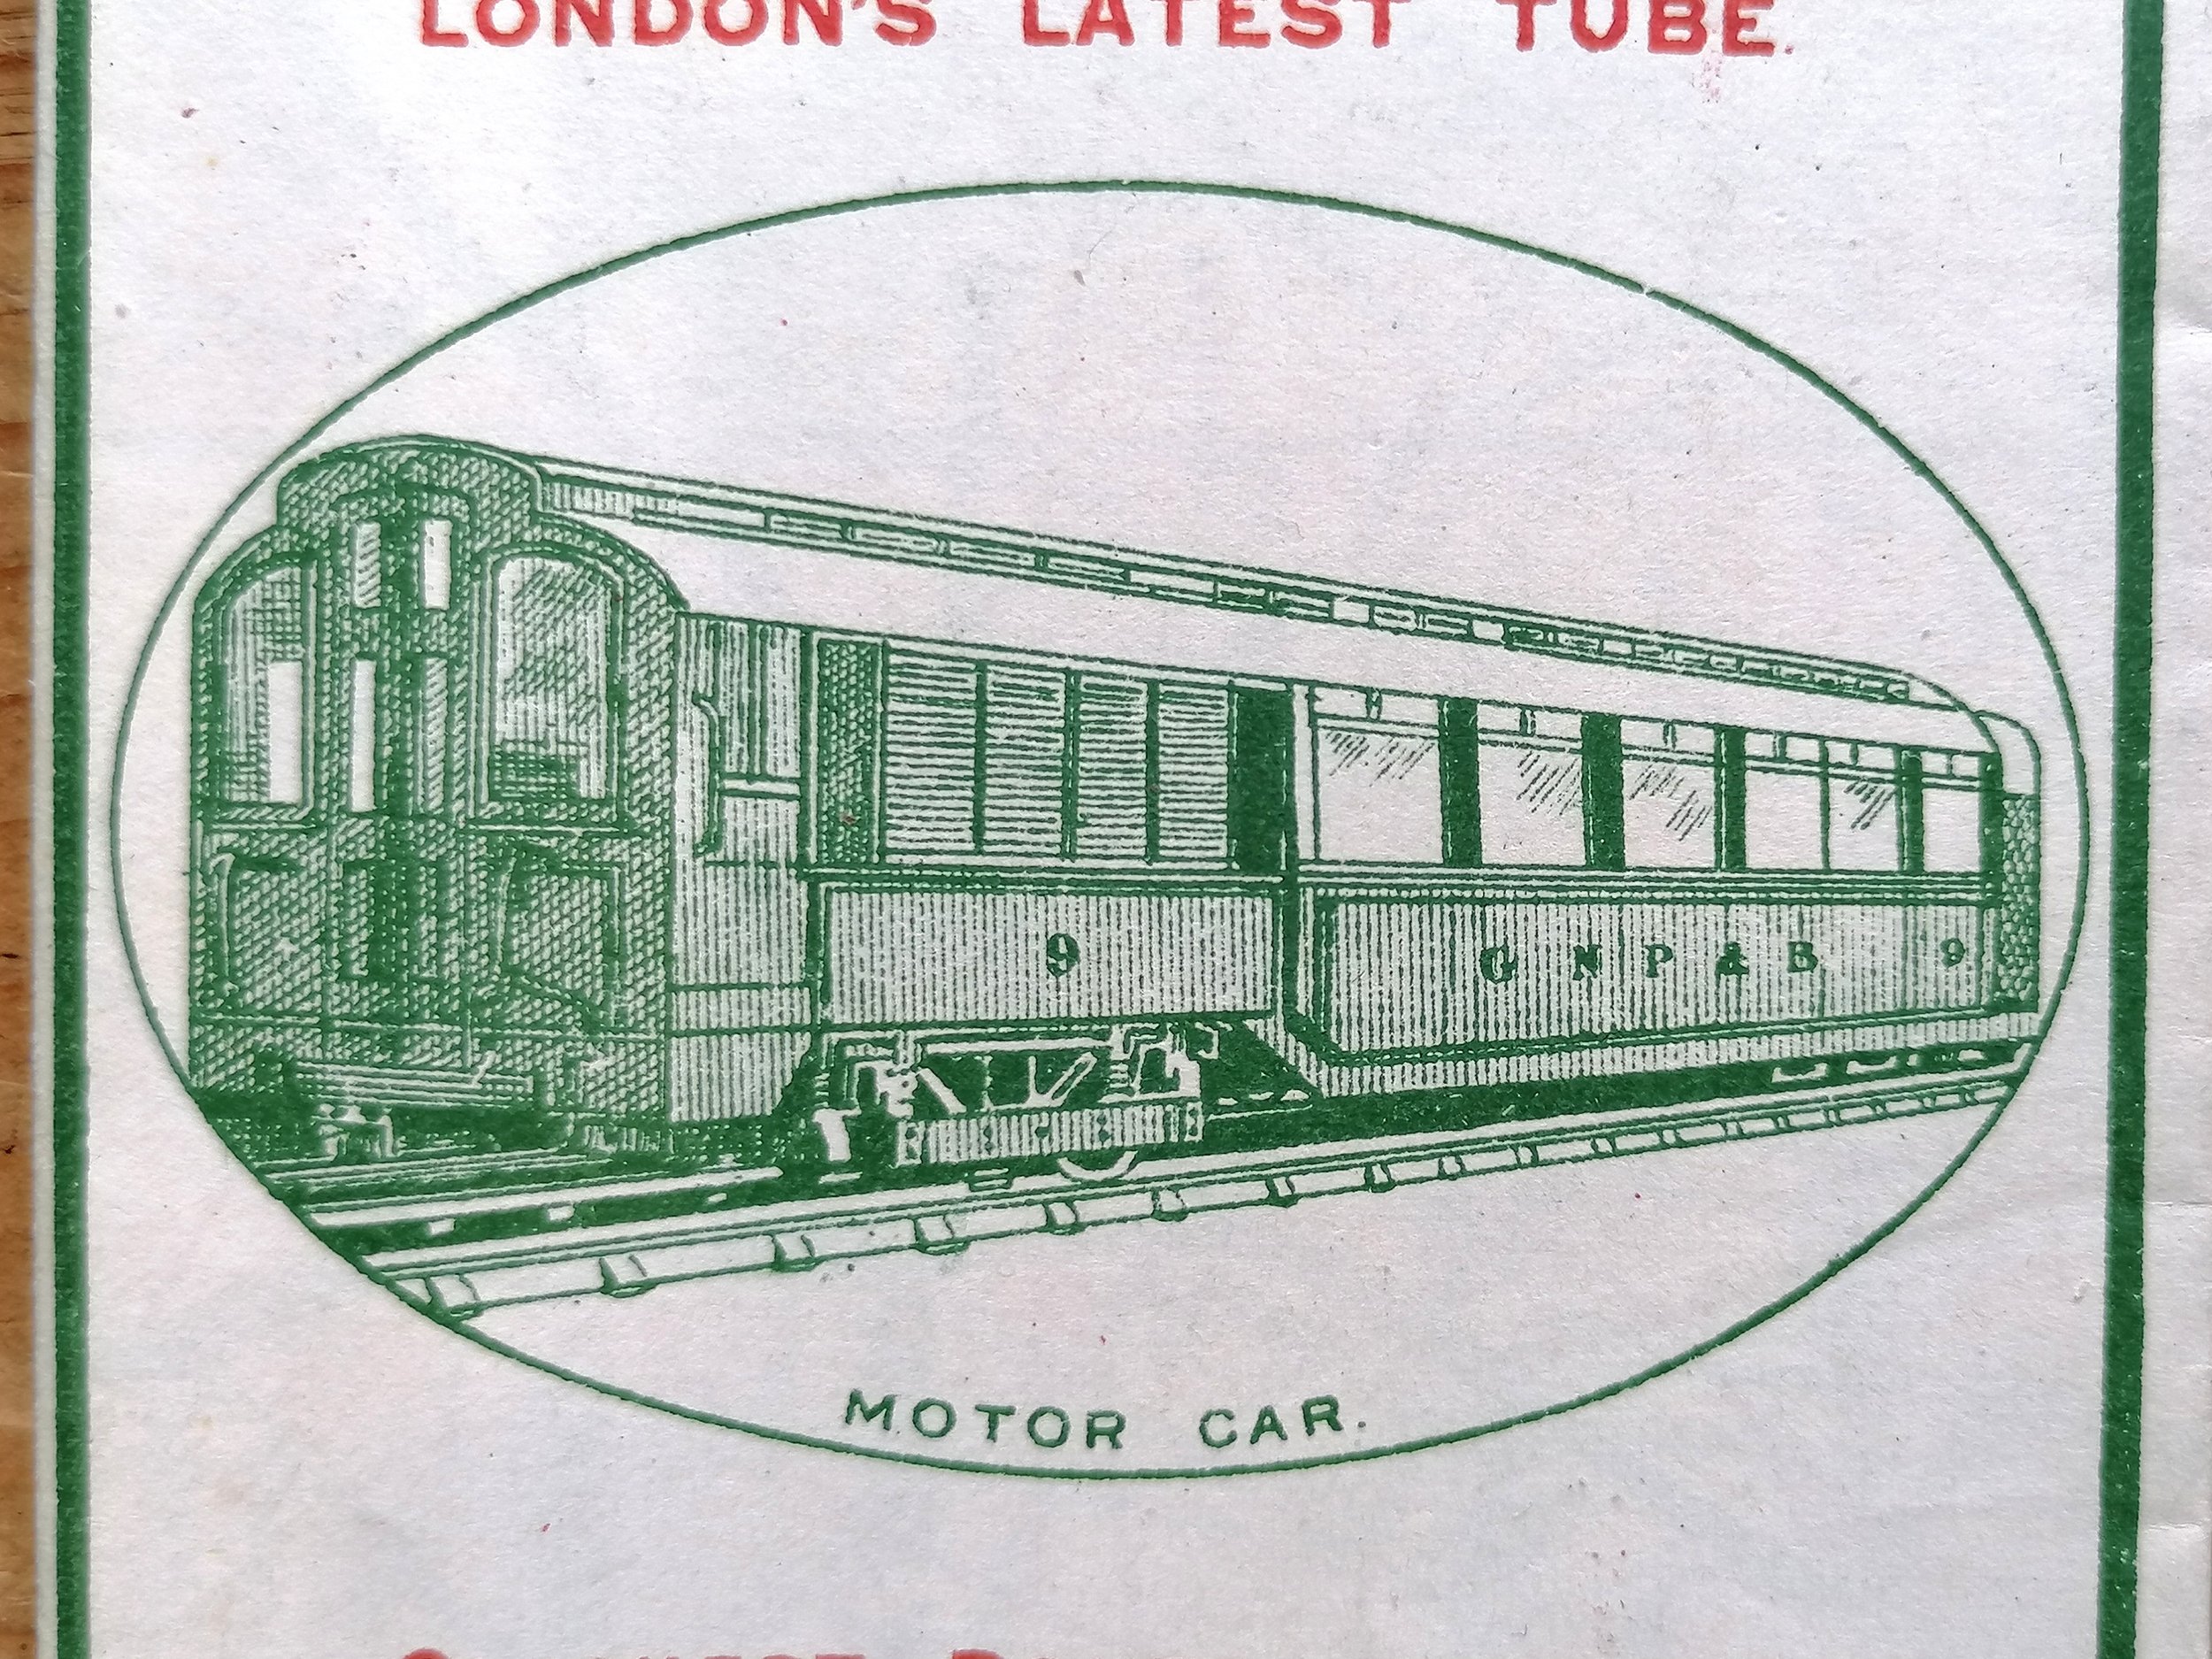 LONDON'S LATEST TUBE.
9 G N P & B 9
MOTOR CAR.